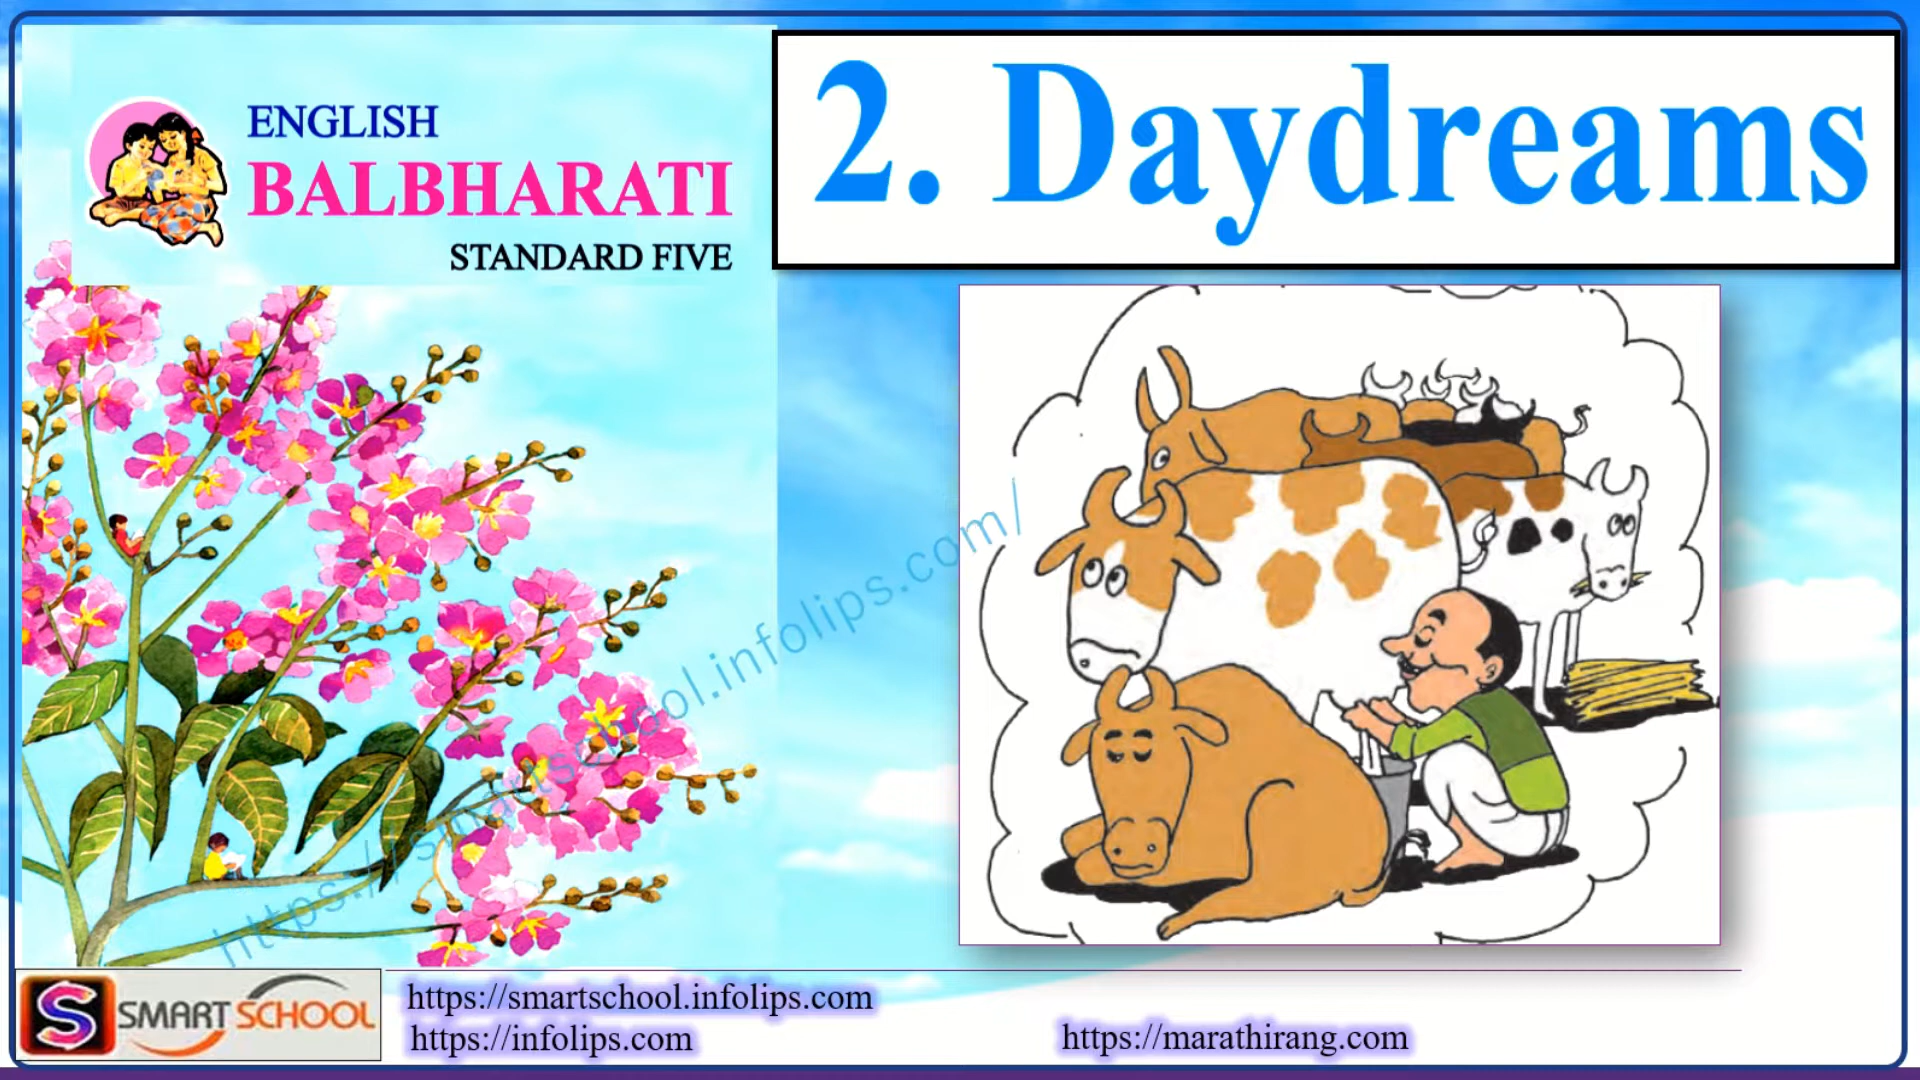 ENGLISH
BALBHARATI
STANDARD FIVE
2. Daydreams
https://smartschool.infolips.com/
S SMART SCHOOL
https://smartschool.infolips.com
https://infolips.com
https://marathirang.com